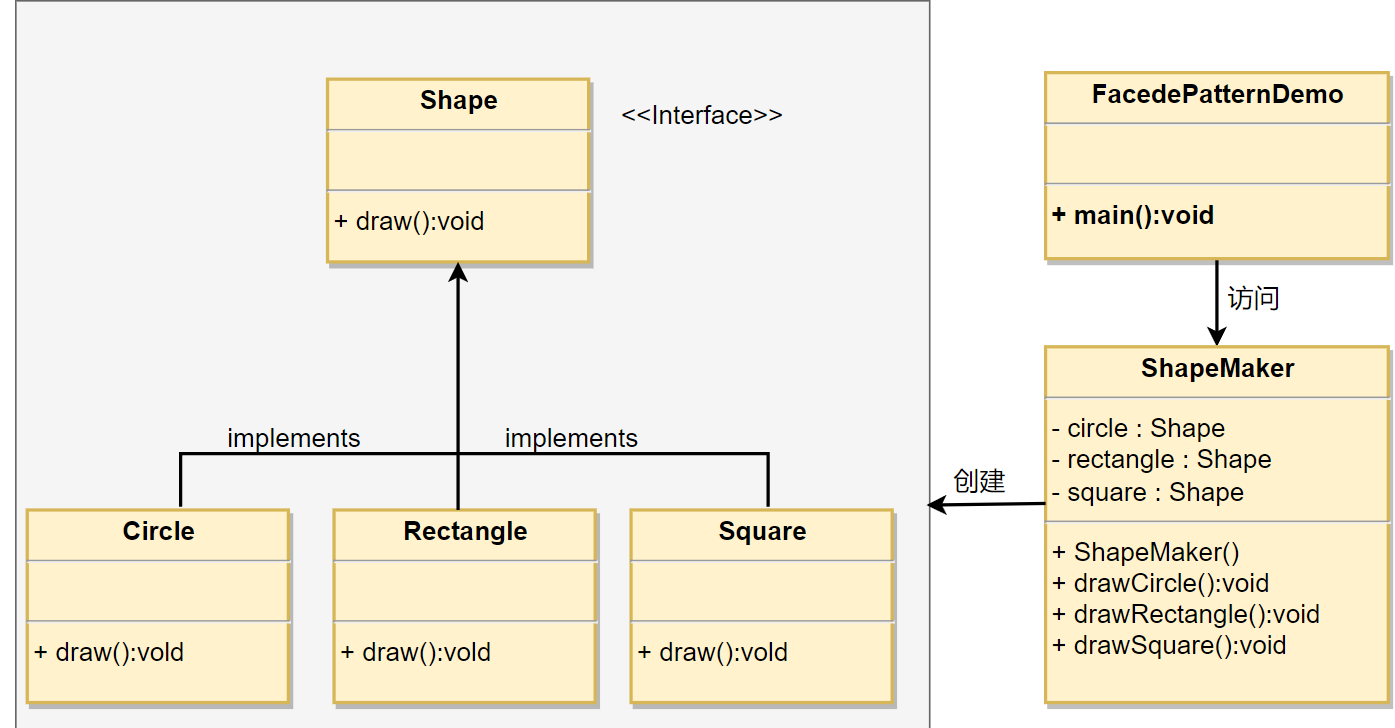 Shape
<<Interface>>
+ draw():void
implements
implements
Circle
+ draw():vold
Rectangle
+ draw():vold
Square
+ draw():vold
FacedePatternDemo
+ main():void
访问
ShapeMaker
- circle : Shape
- rectangle : Shape
- square : Shape
+ ShapeMaker()
+ drawCircle():void
+ drawRectangle():void
+ drawSquare():void
创建